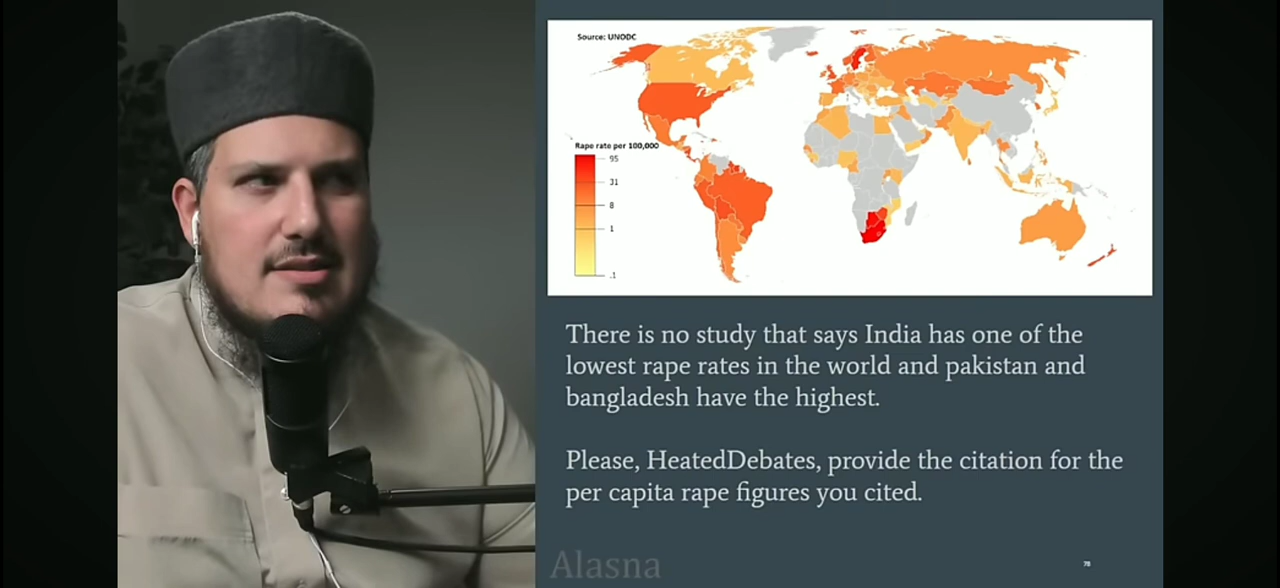 Source: UNODC
Rape rate per 100,000
95
31
8
1
.1
There is no study that says India has one of the
lowest rape rates in the world and pakistan and
bangladesh have the highest.
Please, HeatedDebates, provide the citation for the
per capita rape figures you cited.
Alasna
78